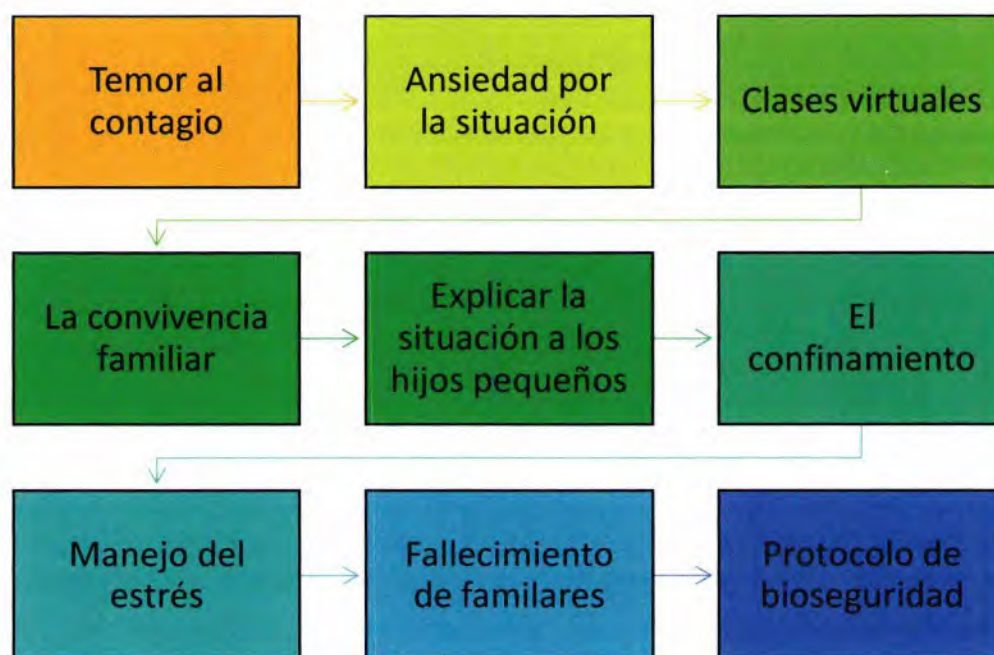 Temor al
contagio
Ansiedad por
la situación
Clases virtuales
La convivencia
familiar
Explicar la
situación a los
hijos pequeños
El
confinamiento
Manejo del
estrés
Fallecimiento
de familares
Protocolo de
bioseguridad